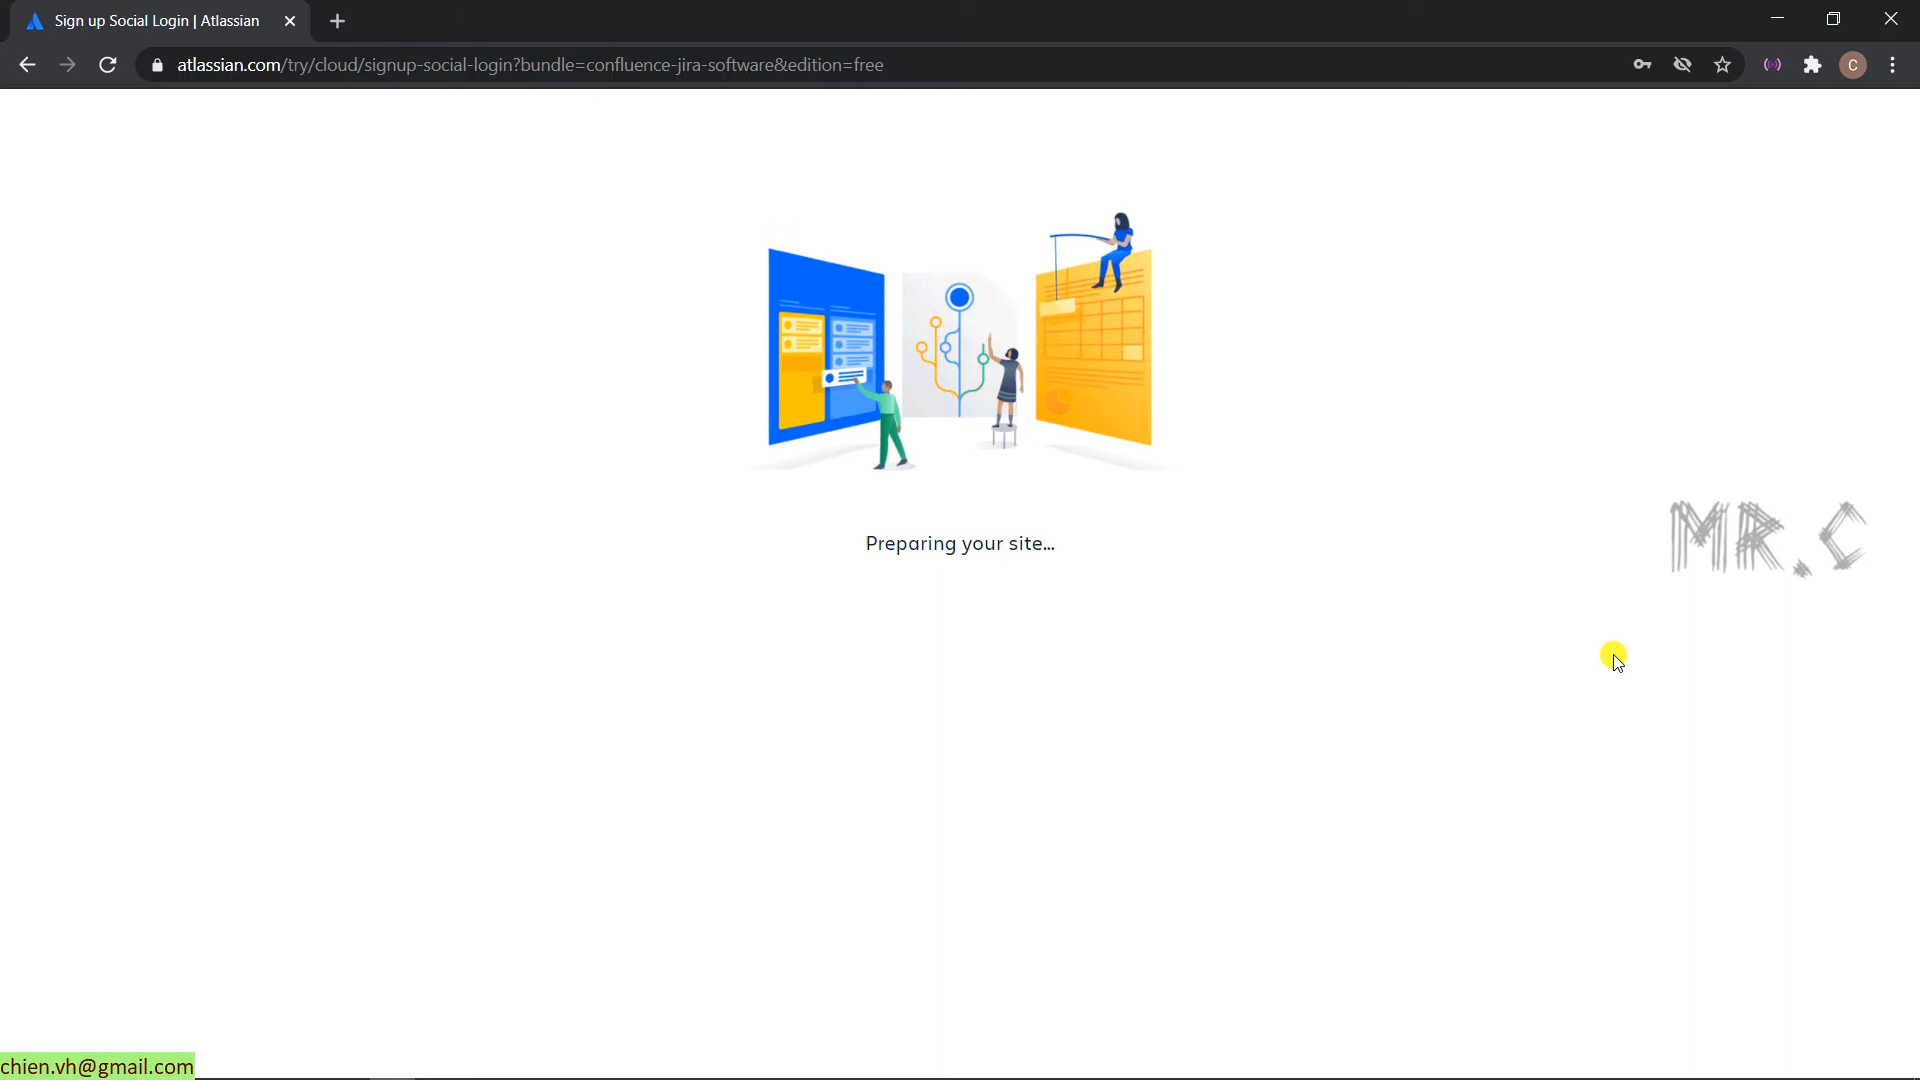 Sign up Social Login | Atlassian
atlassian.com/try/cloud/signup-social-login?bundle=confluence-jira-software&edition=free
C
Preparing your site...
MR.C
chien.vh@gmail.com